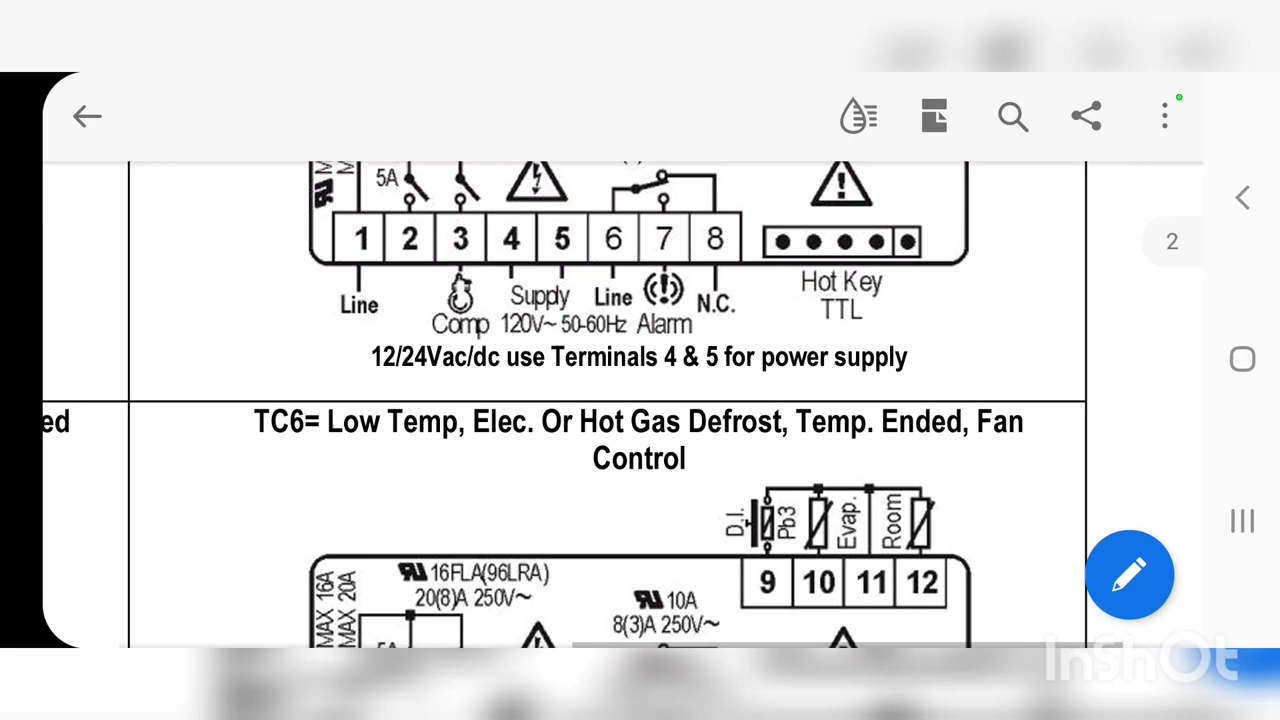 5A
1 2 3 4 5 6 7 8
Line
Comp
Supply
120V~ 50-60Hz
Line
Alarm
N.C.
Hot Key
TTL
12/24Vac/dc use Terminals 4 & 5 for power supply
2
ed
TC6= Low Temp, Elec. Or Hot Gas Defrost, Temp. Ended, Fan
Control
D.I.
Pb3
Evap.
Room
9 10 11 12
MAX 16A
MAX 20A
16FLA(96LRA)
20(8)A 250V~
10A
8(3)A 250V~
InShOt